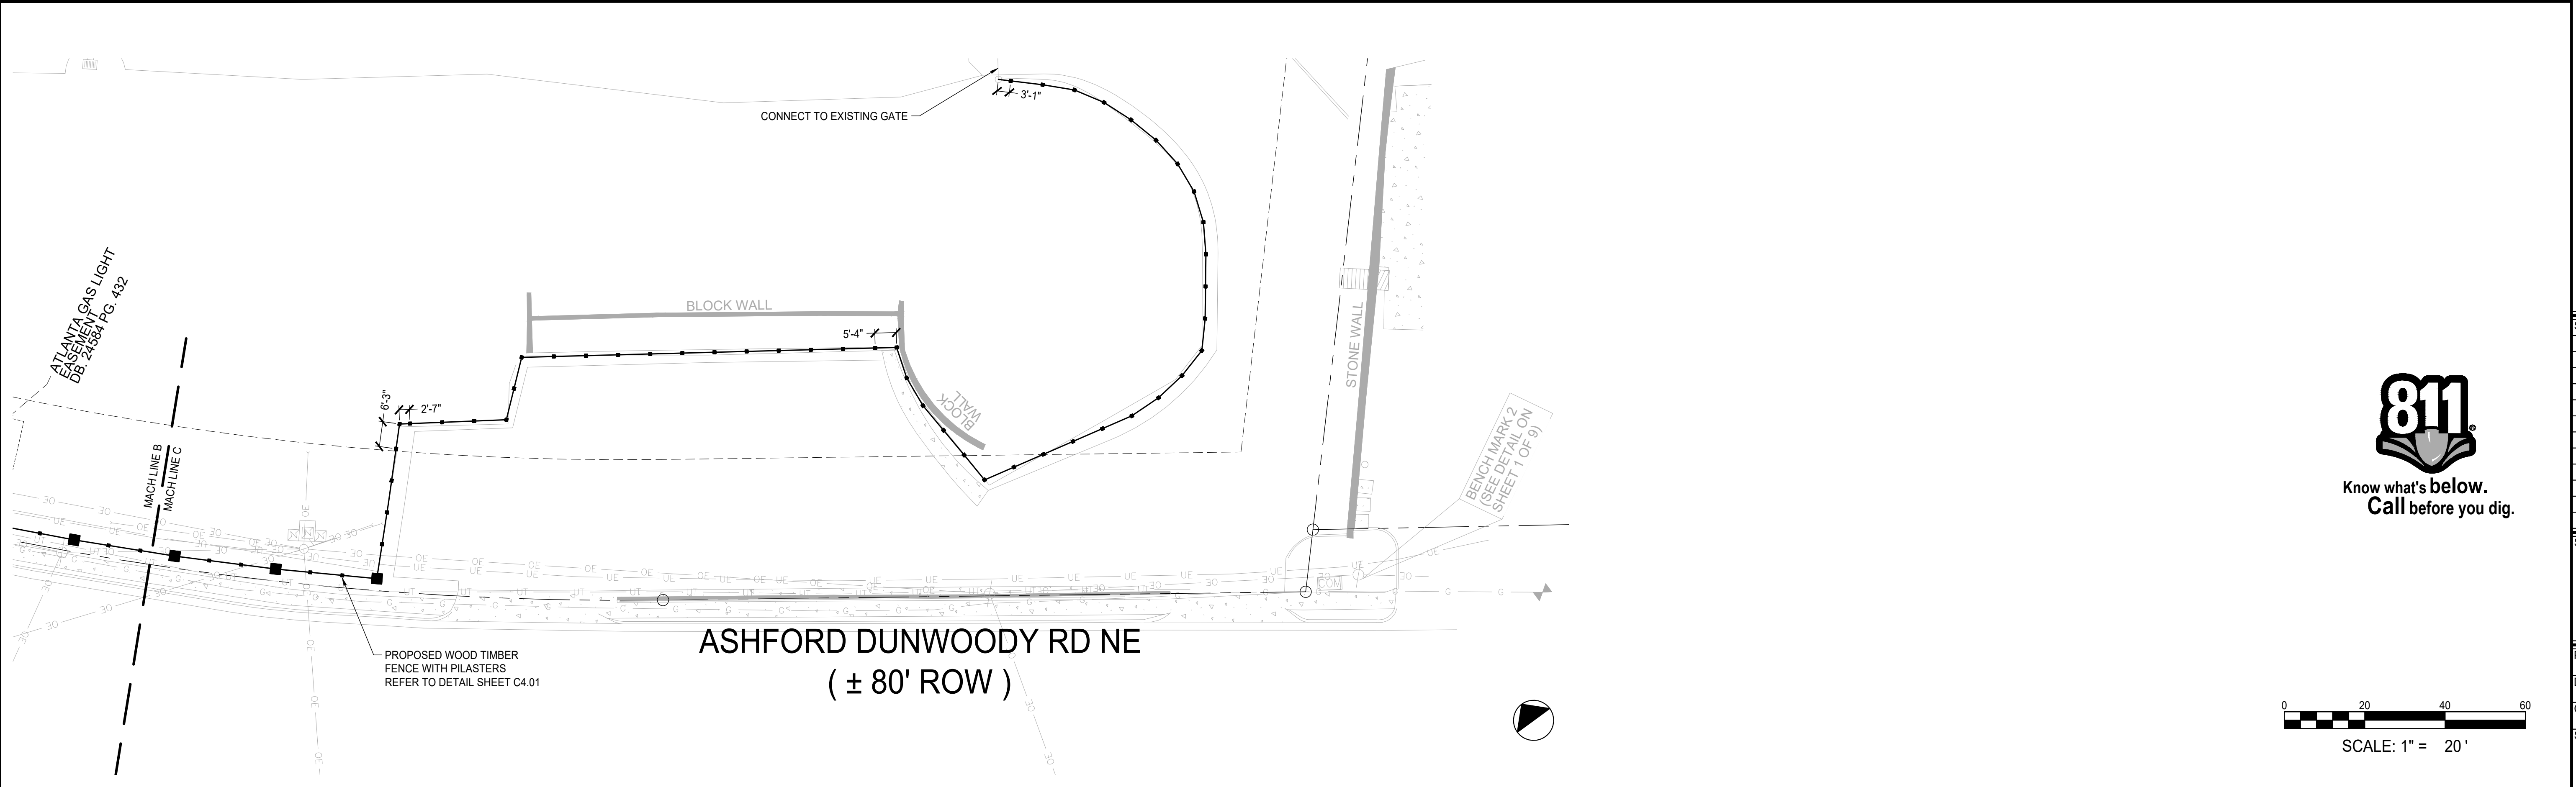 CONNECT TO EXISTING GATE
3'-1"
ATLANTA GAS LIGHT
EASEMENT
DB. 24584 PG. 432
BLOCK WALL
5'-4"
6'-3"
2'-7"
BLOCK
WALL
STONE WALL
MACH LINE B
MACH LINE C
BENCH MARK 2
(SEE DETAIL ON
SHEET 1 OF 9)
COM
PROPOSED WOOD TIMBER
FENCE WITH PILASTERS
REFER TO DETAIL SHEET C4.01
ASHFORD DUNWOODY RD NE
( ± 80' ROW )
811
Know what's below.
Call before you dig.
0 20 40 60
SCALE: 1" = 20 '